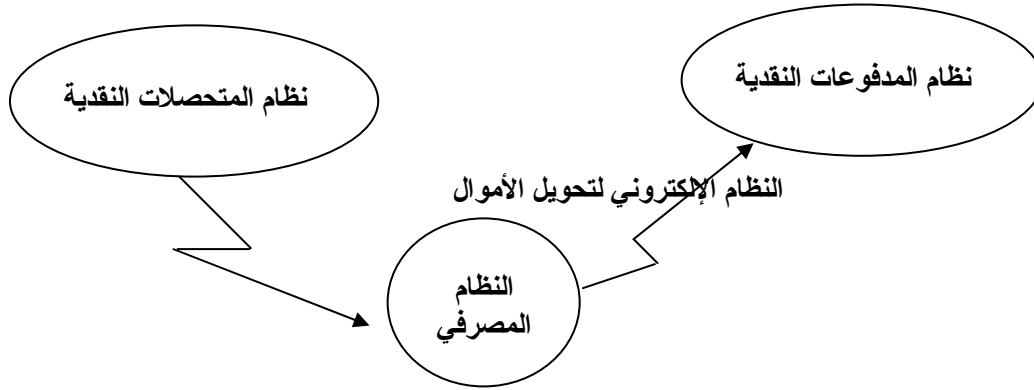 نظام المدفوعات النقدية
نظام المتحصلات النقدية
النظام الإلكتروني لتحويل الأموال
النظام
المصرفي